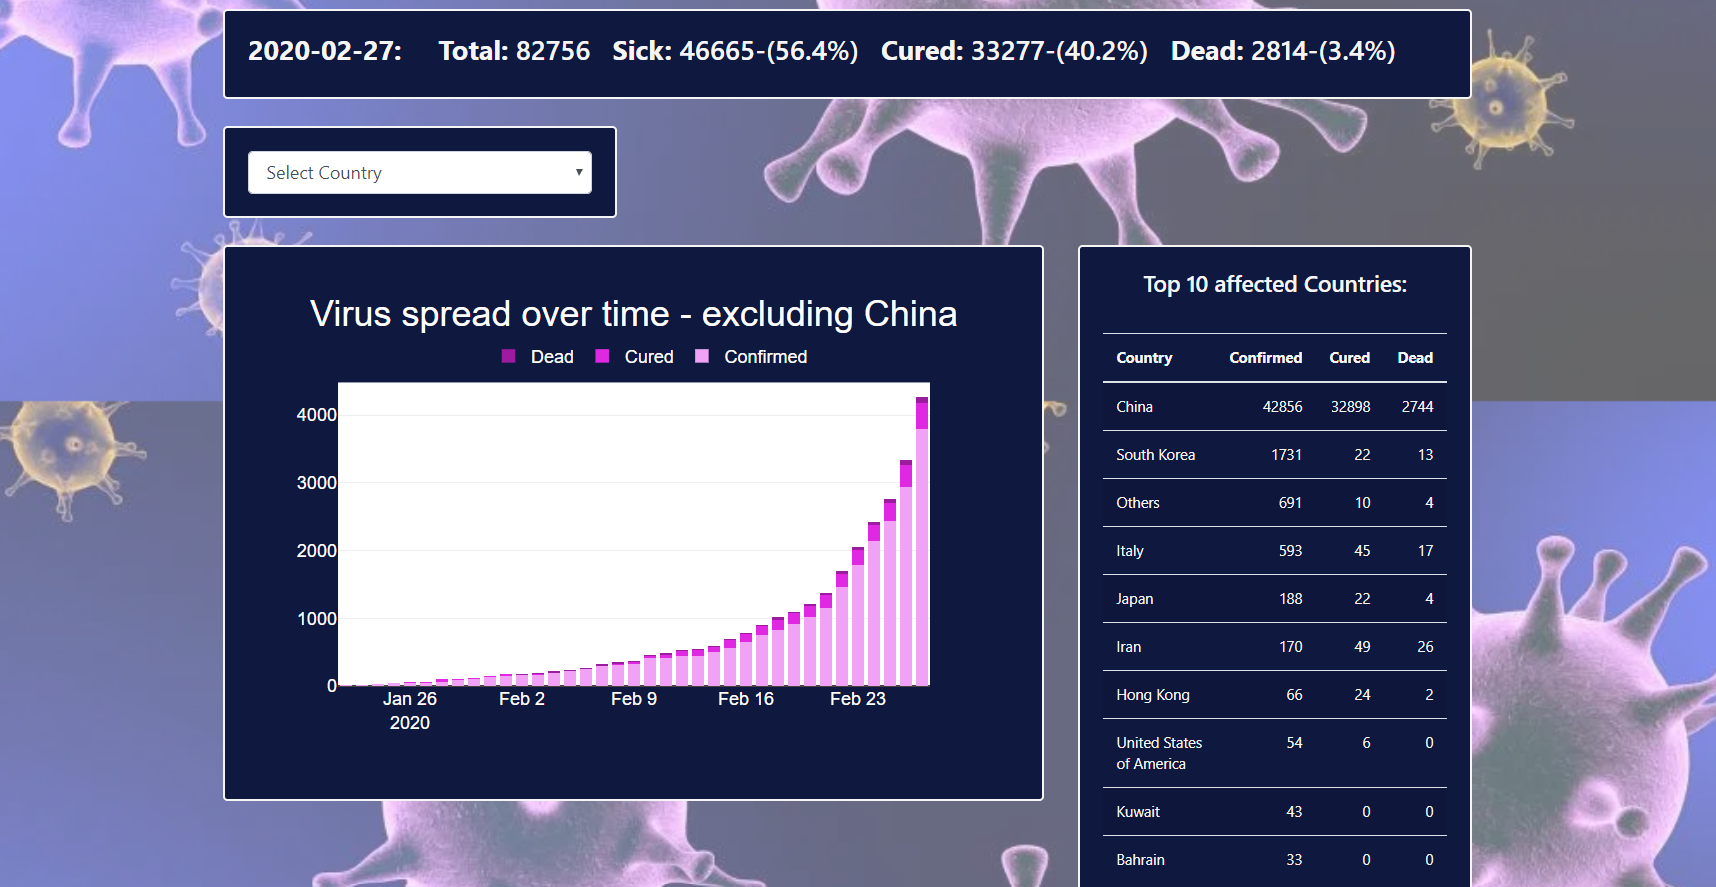 2020-02-27: Total: 82756 Sick: 46665-(56.4%) Cured: 33277-(40.2%) Dead: 2814-(3.4%)
Select Country
Virus spread over time - excluding China
Dead Cured Confirmed
4000
3000
2000
1000
0
Jan 26 Feb 2 Feb 9 Feb 16 Feb 23
2020
Top 10 affected Countries:
Country Confirmed Cured Dead
China 42856 32898 2744
South Korea 1731 22 13
Others 691 10 4
Italy 593 45 17
Japan 188 22 4
Iran 170 49 26
Hong Kong 66 24 2
United States 54 6 0
of America
Kuwait 43 0 0
Bahrain 33 0 0